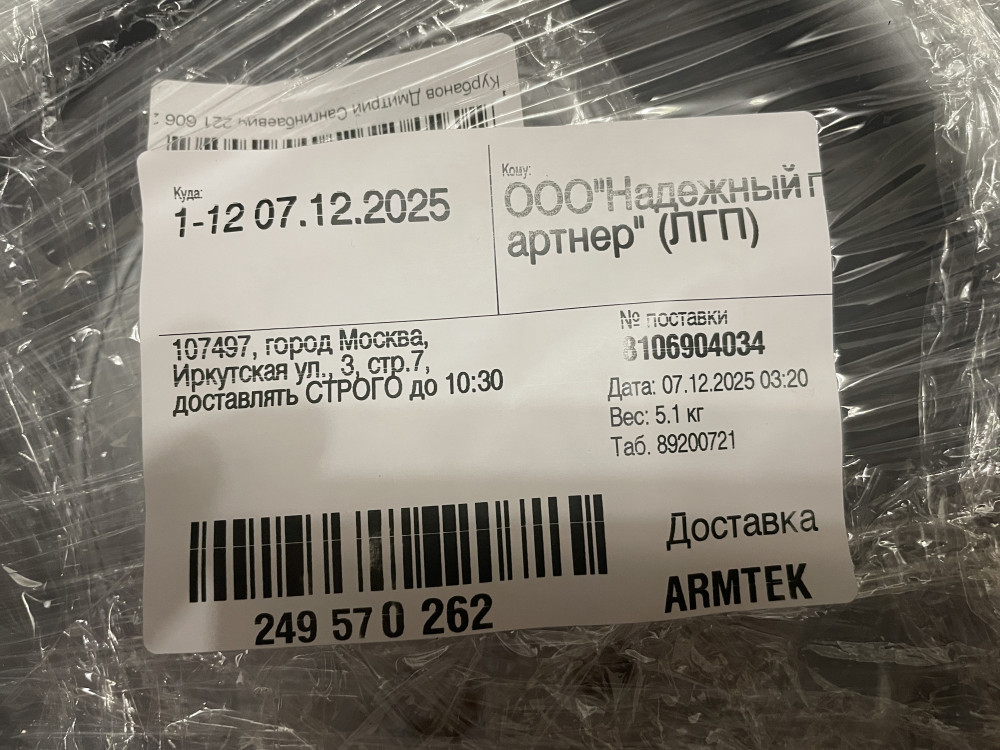 Курбанов Дмитрий Сангинбаевич 221 606
Куда:
1-12 07.12.2025
Кому:
ООО"Надежный П
артнер" (ЛГП)
107497, город Москва,
Иркутская ул., 3, стр.7,
доставлять СТРОГО до 10:30
№ поставки
8106904034
Дата: 07.12.2025 03:20
Вес: 5.1 кг
Таб. 89200721
249 570 262
Доставка
ARMTEK